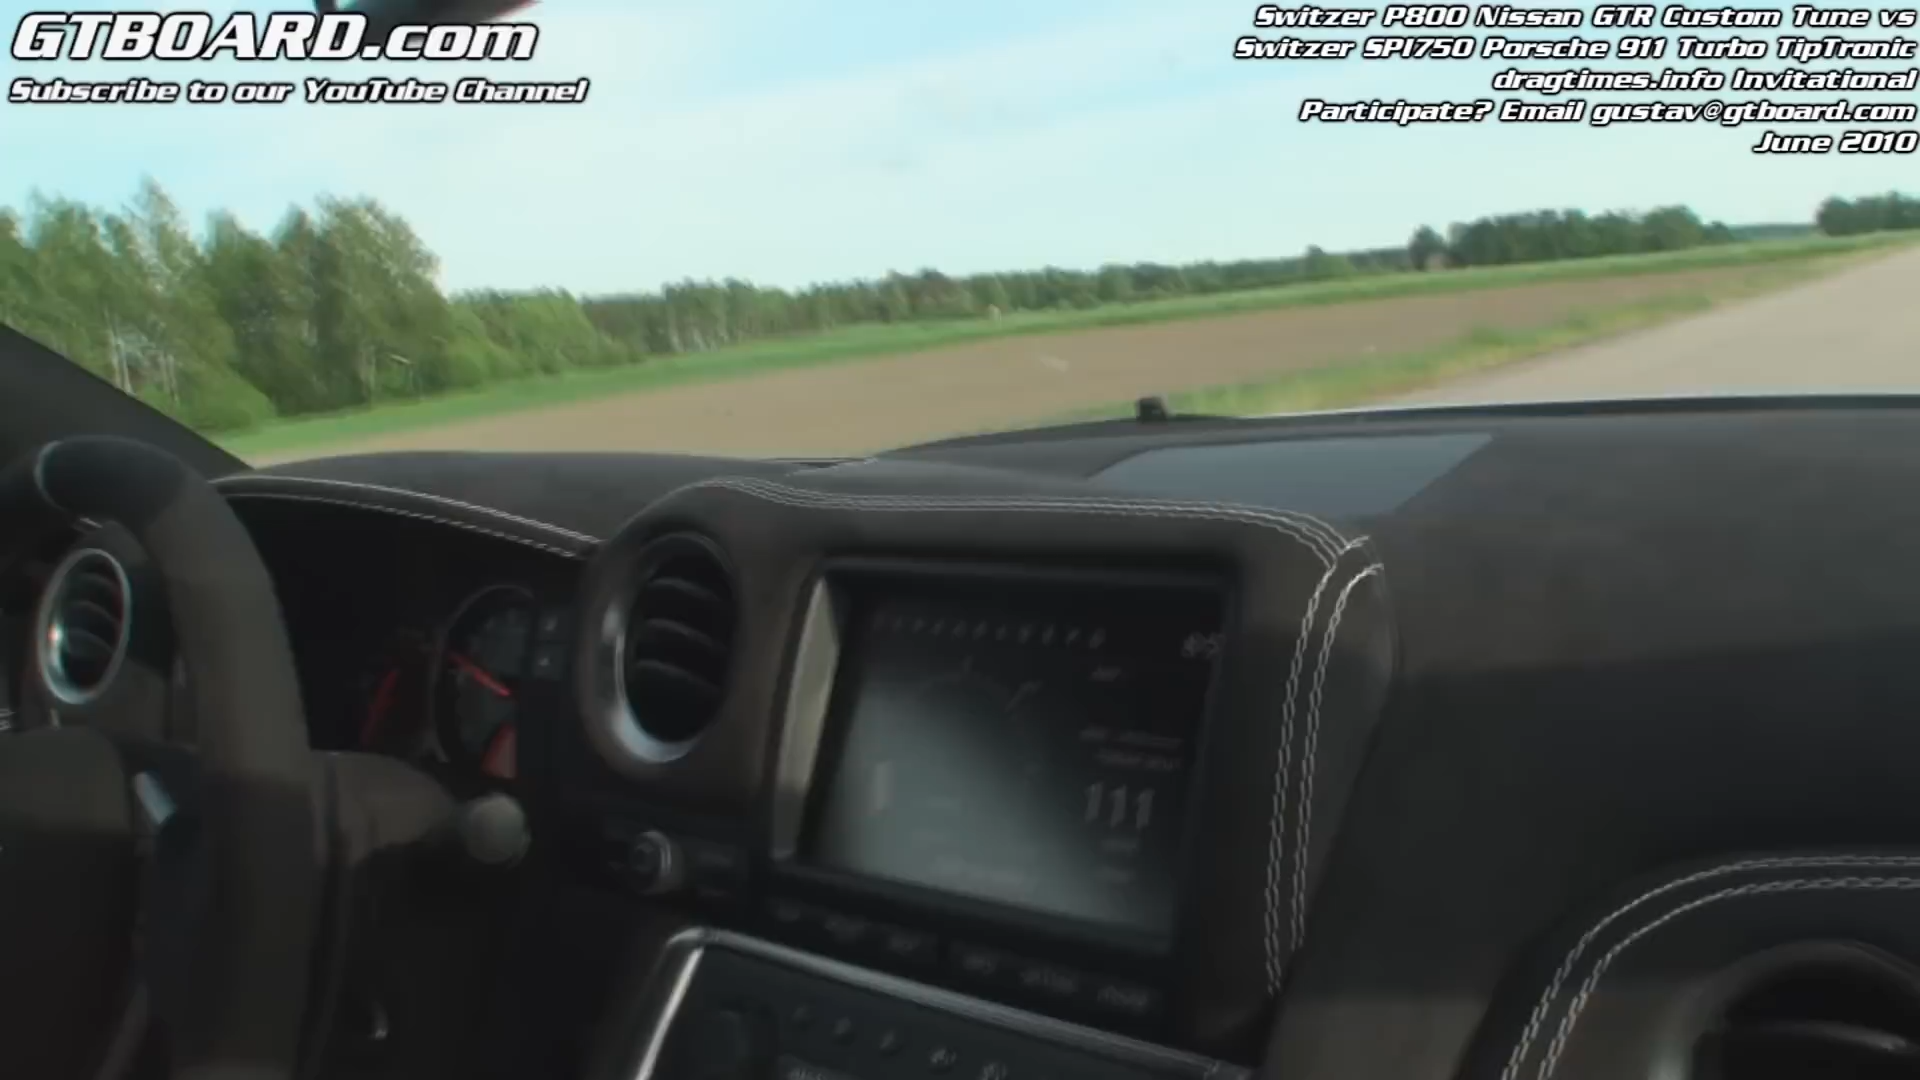 GTBOARD.com
Subscribe to our YouTube Channel
Switzer P800 Nissan GTR Custom Tune vs
Switzer SPI750 Porsche 911 Turbo TipTronic
dragtimes.info Invitational
Participate? Email gustav@gtboard.com
June 2010
111